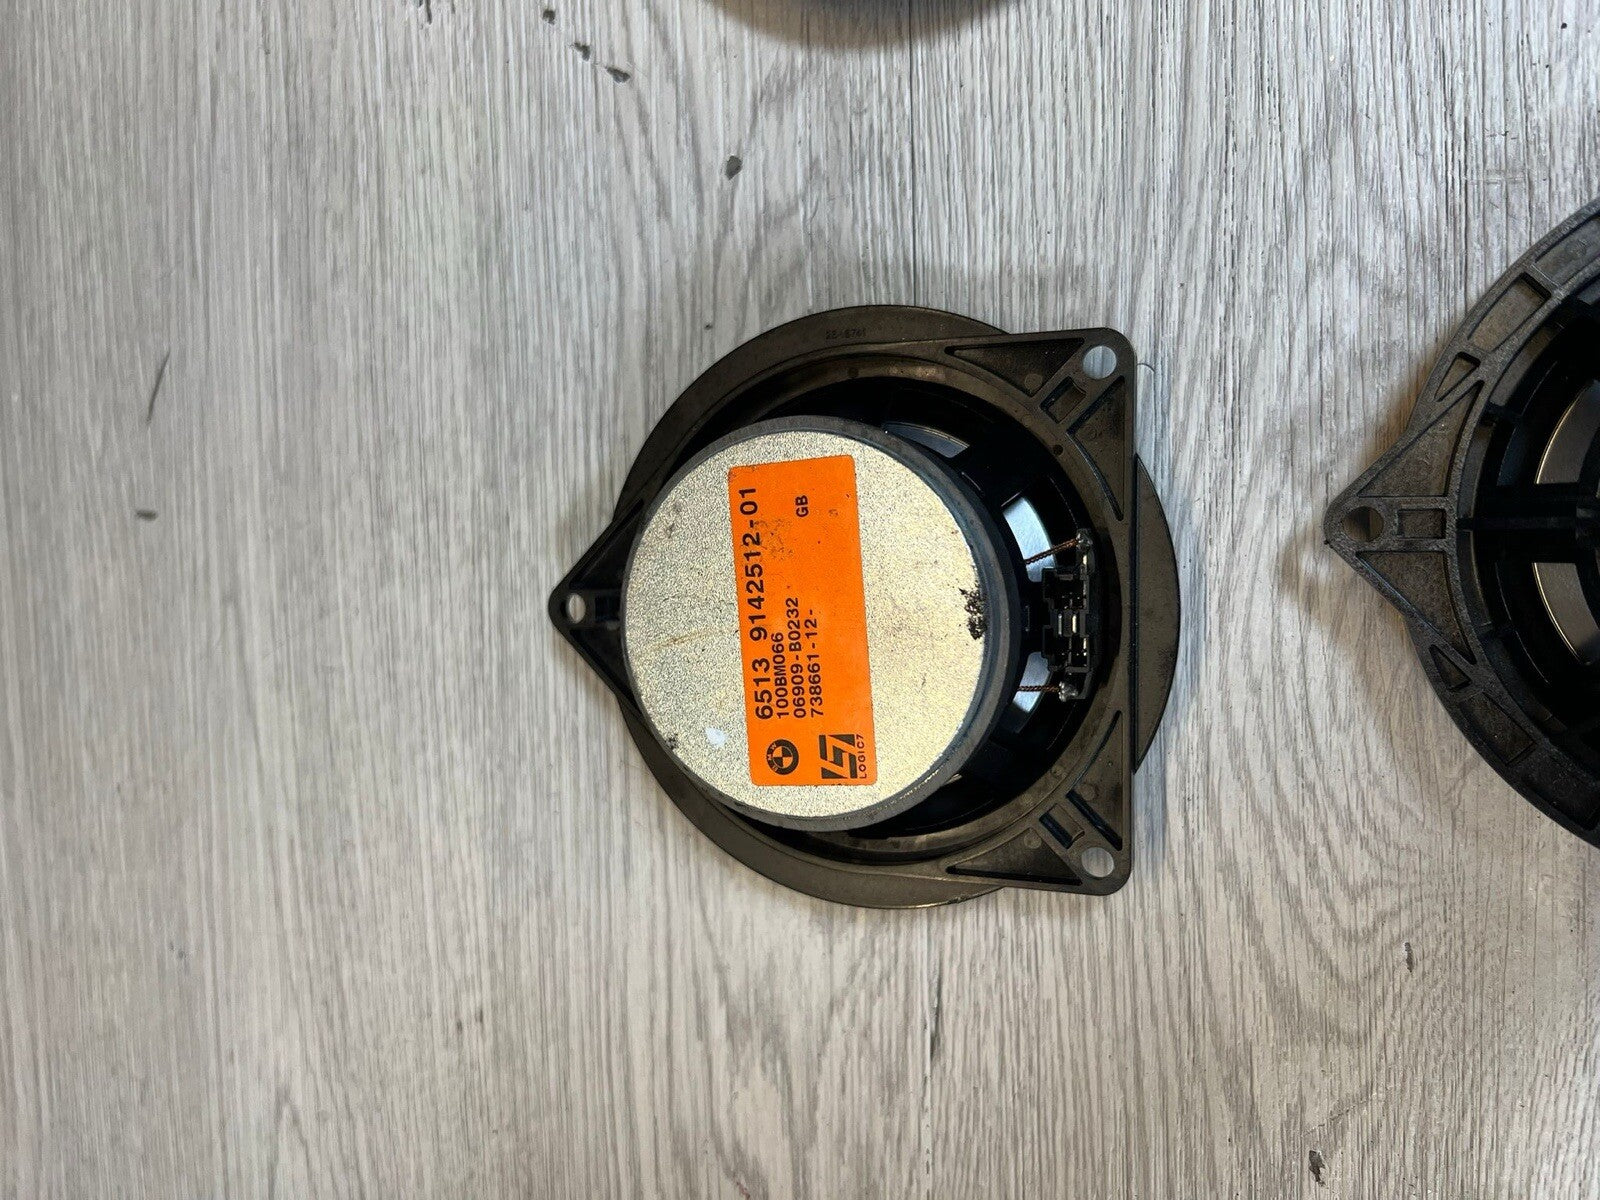 6513 9142512-01
100BM066
06909-B0232 GB
738661-12-
LOGIC7